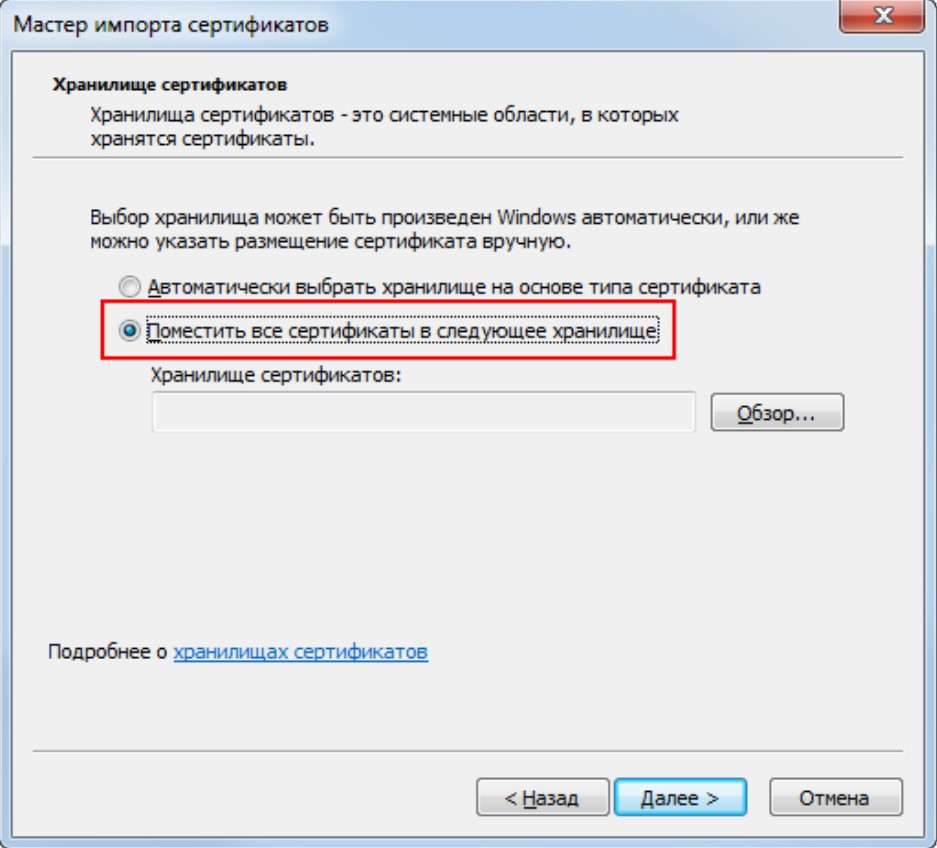 Мастер импорта сертификатов
Хранилище сертификатов
Хранилища сертификатов - это системные области, в которых
хранятся сертификаты.
Выбор хранилища может быть произведен Windows автоматически, или же
можно указать размещение сертификата вручную.
Автоматически выбрать хранилище на основе типа сертификата
Поместить все сертификаты в следующее хранилище
Хранилище сертификатов:
Обзор...
Подробнее о хранилищах сертификатов
< Назад Далее > Отмена